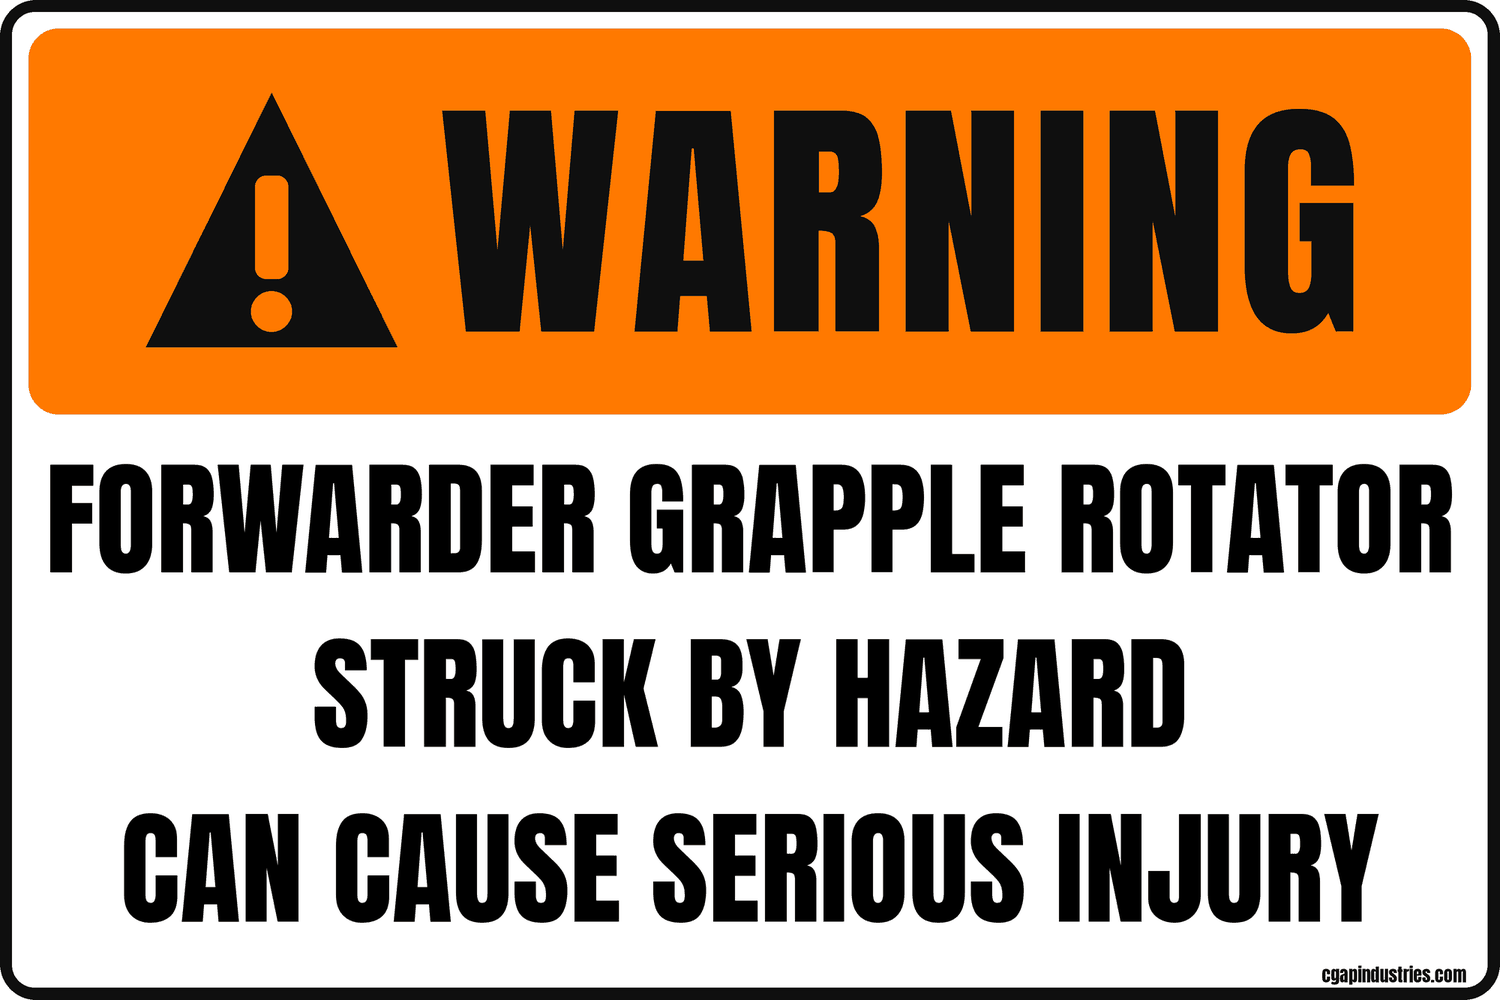 WARNING
FORWARDER GRAPPLE ROTATOR
STRUCK BY HAZARD
CAN CAUSE SERIOUS INJURY
cgapindustries.com